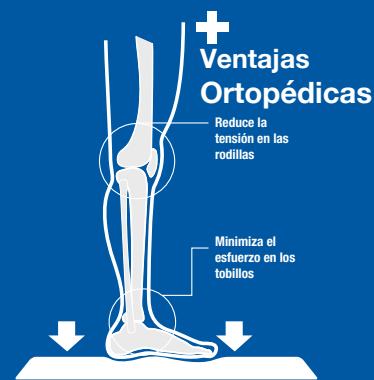 Ventajas
Ortopédicas
Reduce la
tensión en las
rodillas
Minimiza el
esfuerzo en los
tobillos